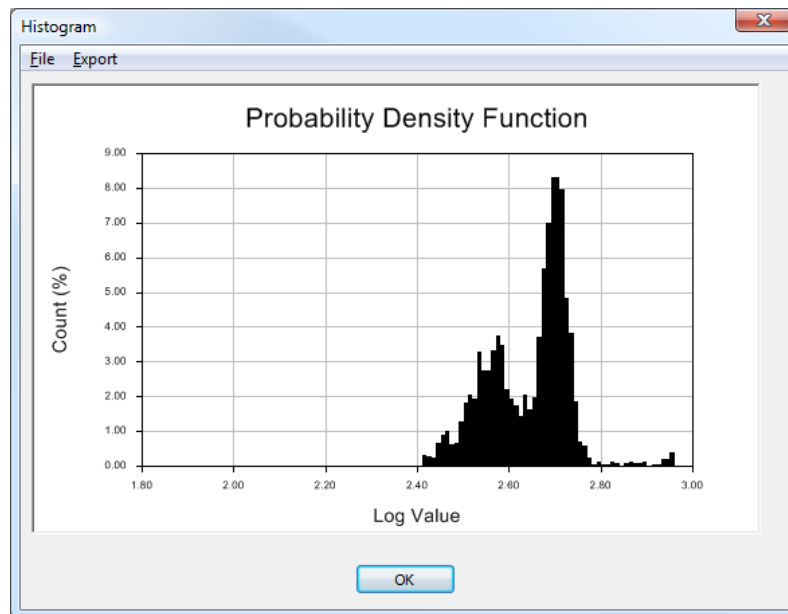 Histogram
File Export
Probability Density Function
9.00
8.00
7.00
6.00
5.00
4.00
3.00
2.00
1.00
0.00
Count (%)
1.80 2.00 2.20 2.40 2.60 2.80 3.00
Log Value
OK